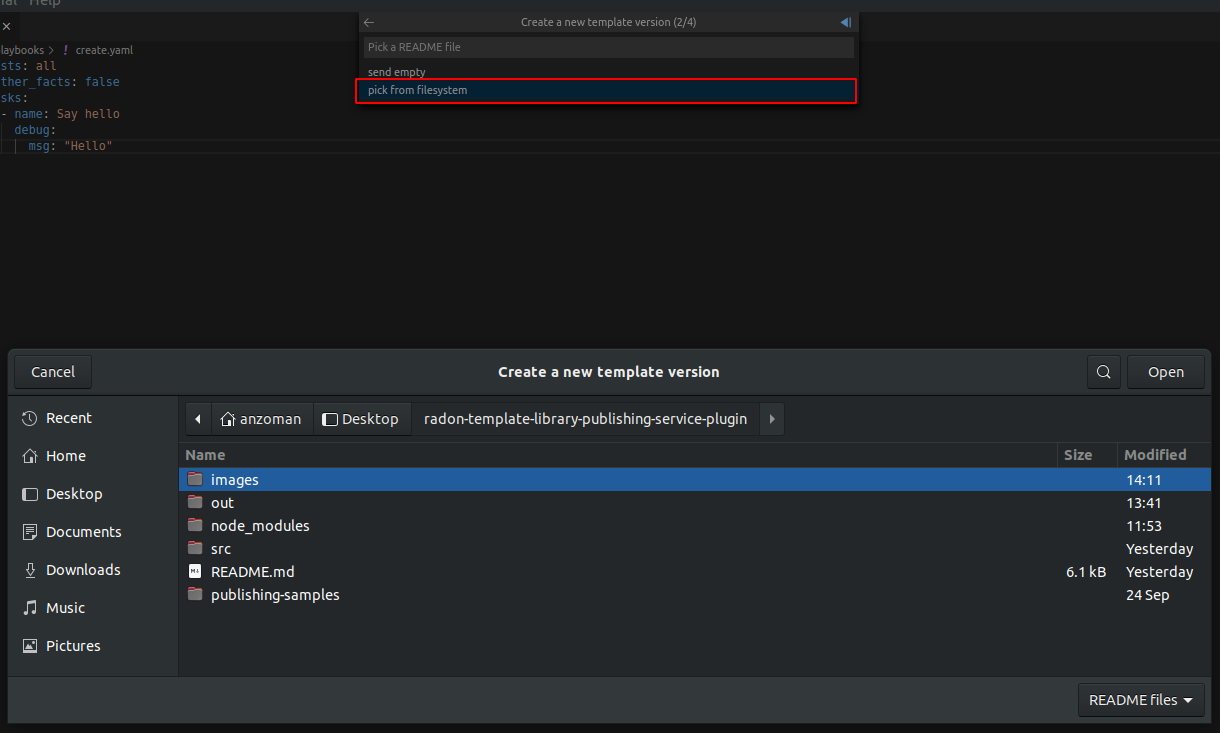 Help
Create a new template version (2/4)
laybooks > ! create.yaml
Pick a README file
send empty
pick from filesystem
sts: all
ther_facts: false
sks:
- name: Say hello
debug:
msg: "Hello"
Cancel
Create a new template version
Open
Recent
Home
Desktop
Documents
Downloads
Music
Pictures
anzoman
Desktop
radon-template-library-publishing-service-plugin
Name Size Modified
images 14:11
out 13:41
node_modules 11:53
src Yesterday
README.md 6.1 kB Yesterday
publishing-samples 24 Sep
README files